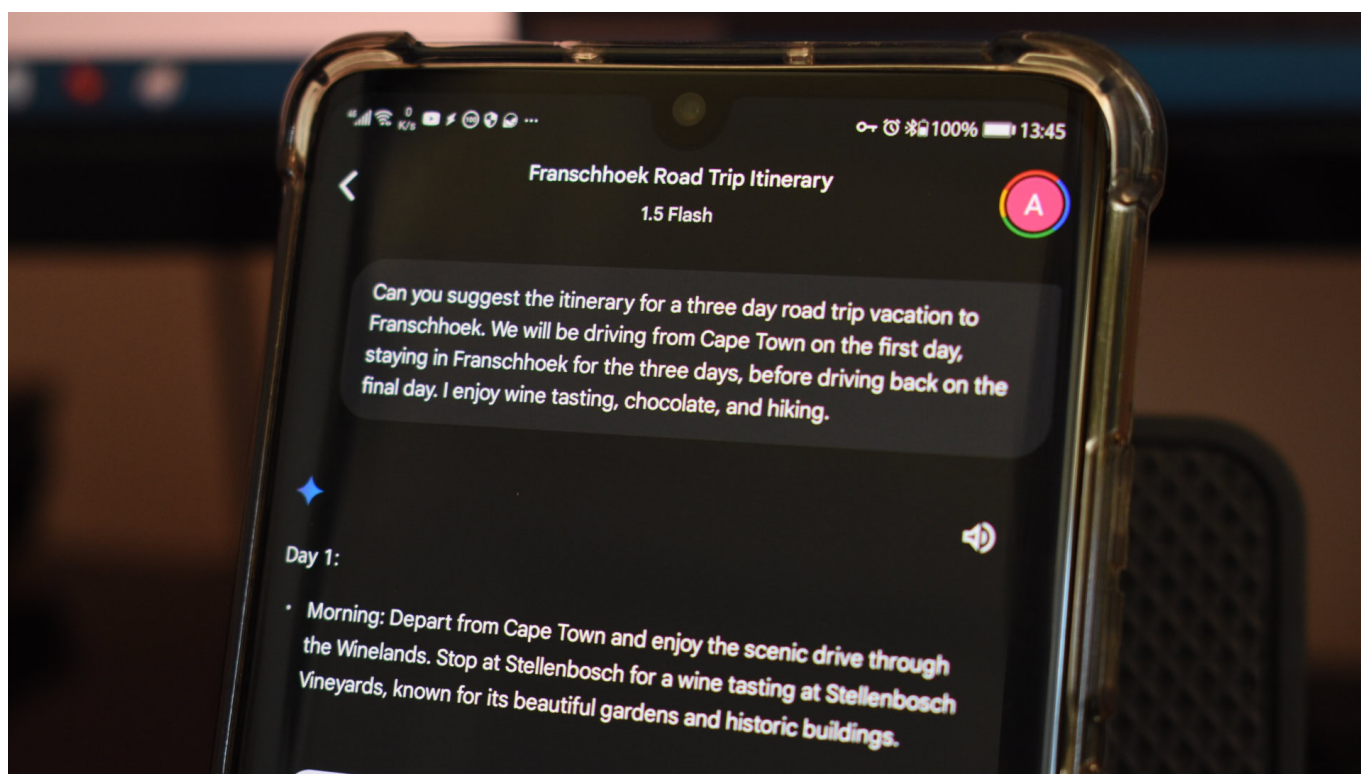 0
K/s
100% 13:45
Franschhoek Road Trip Itinerary
1.5 Flash
A
Can you suggest the itinerary for a three day road trip vacation to
Franschhoek. We will be driving from Cape Town on the first day,
staying in Franschhoek for the three days, before driving back on the
final day. I enjoy wine tasting, chocolate, and hiking.
Day 1:
• Morning: Depart from Cape Town and enjoy the scenic drive through
the Winelands. Stop at Stellenbosch for a wine tasting at Stellenbosch
Vineyards, known for its beautiful gardens and historic buildings.